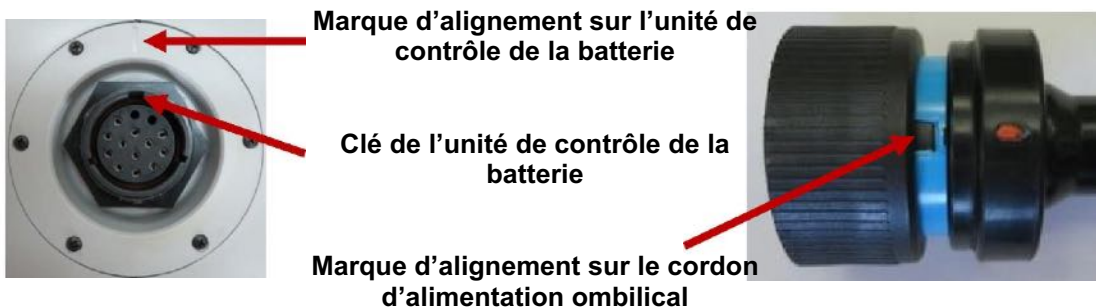 Marque d’alignement sur l’unité de
contrôle de la batterie
Clé de l’unité de contrôle de la
batterie
Marque d’alignement sur le cordon
d’alimentation ombilical